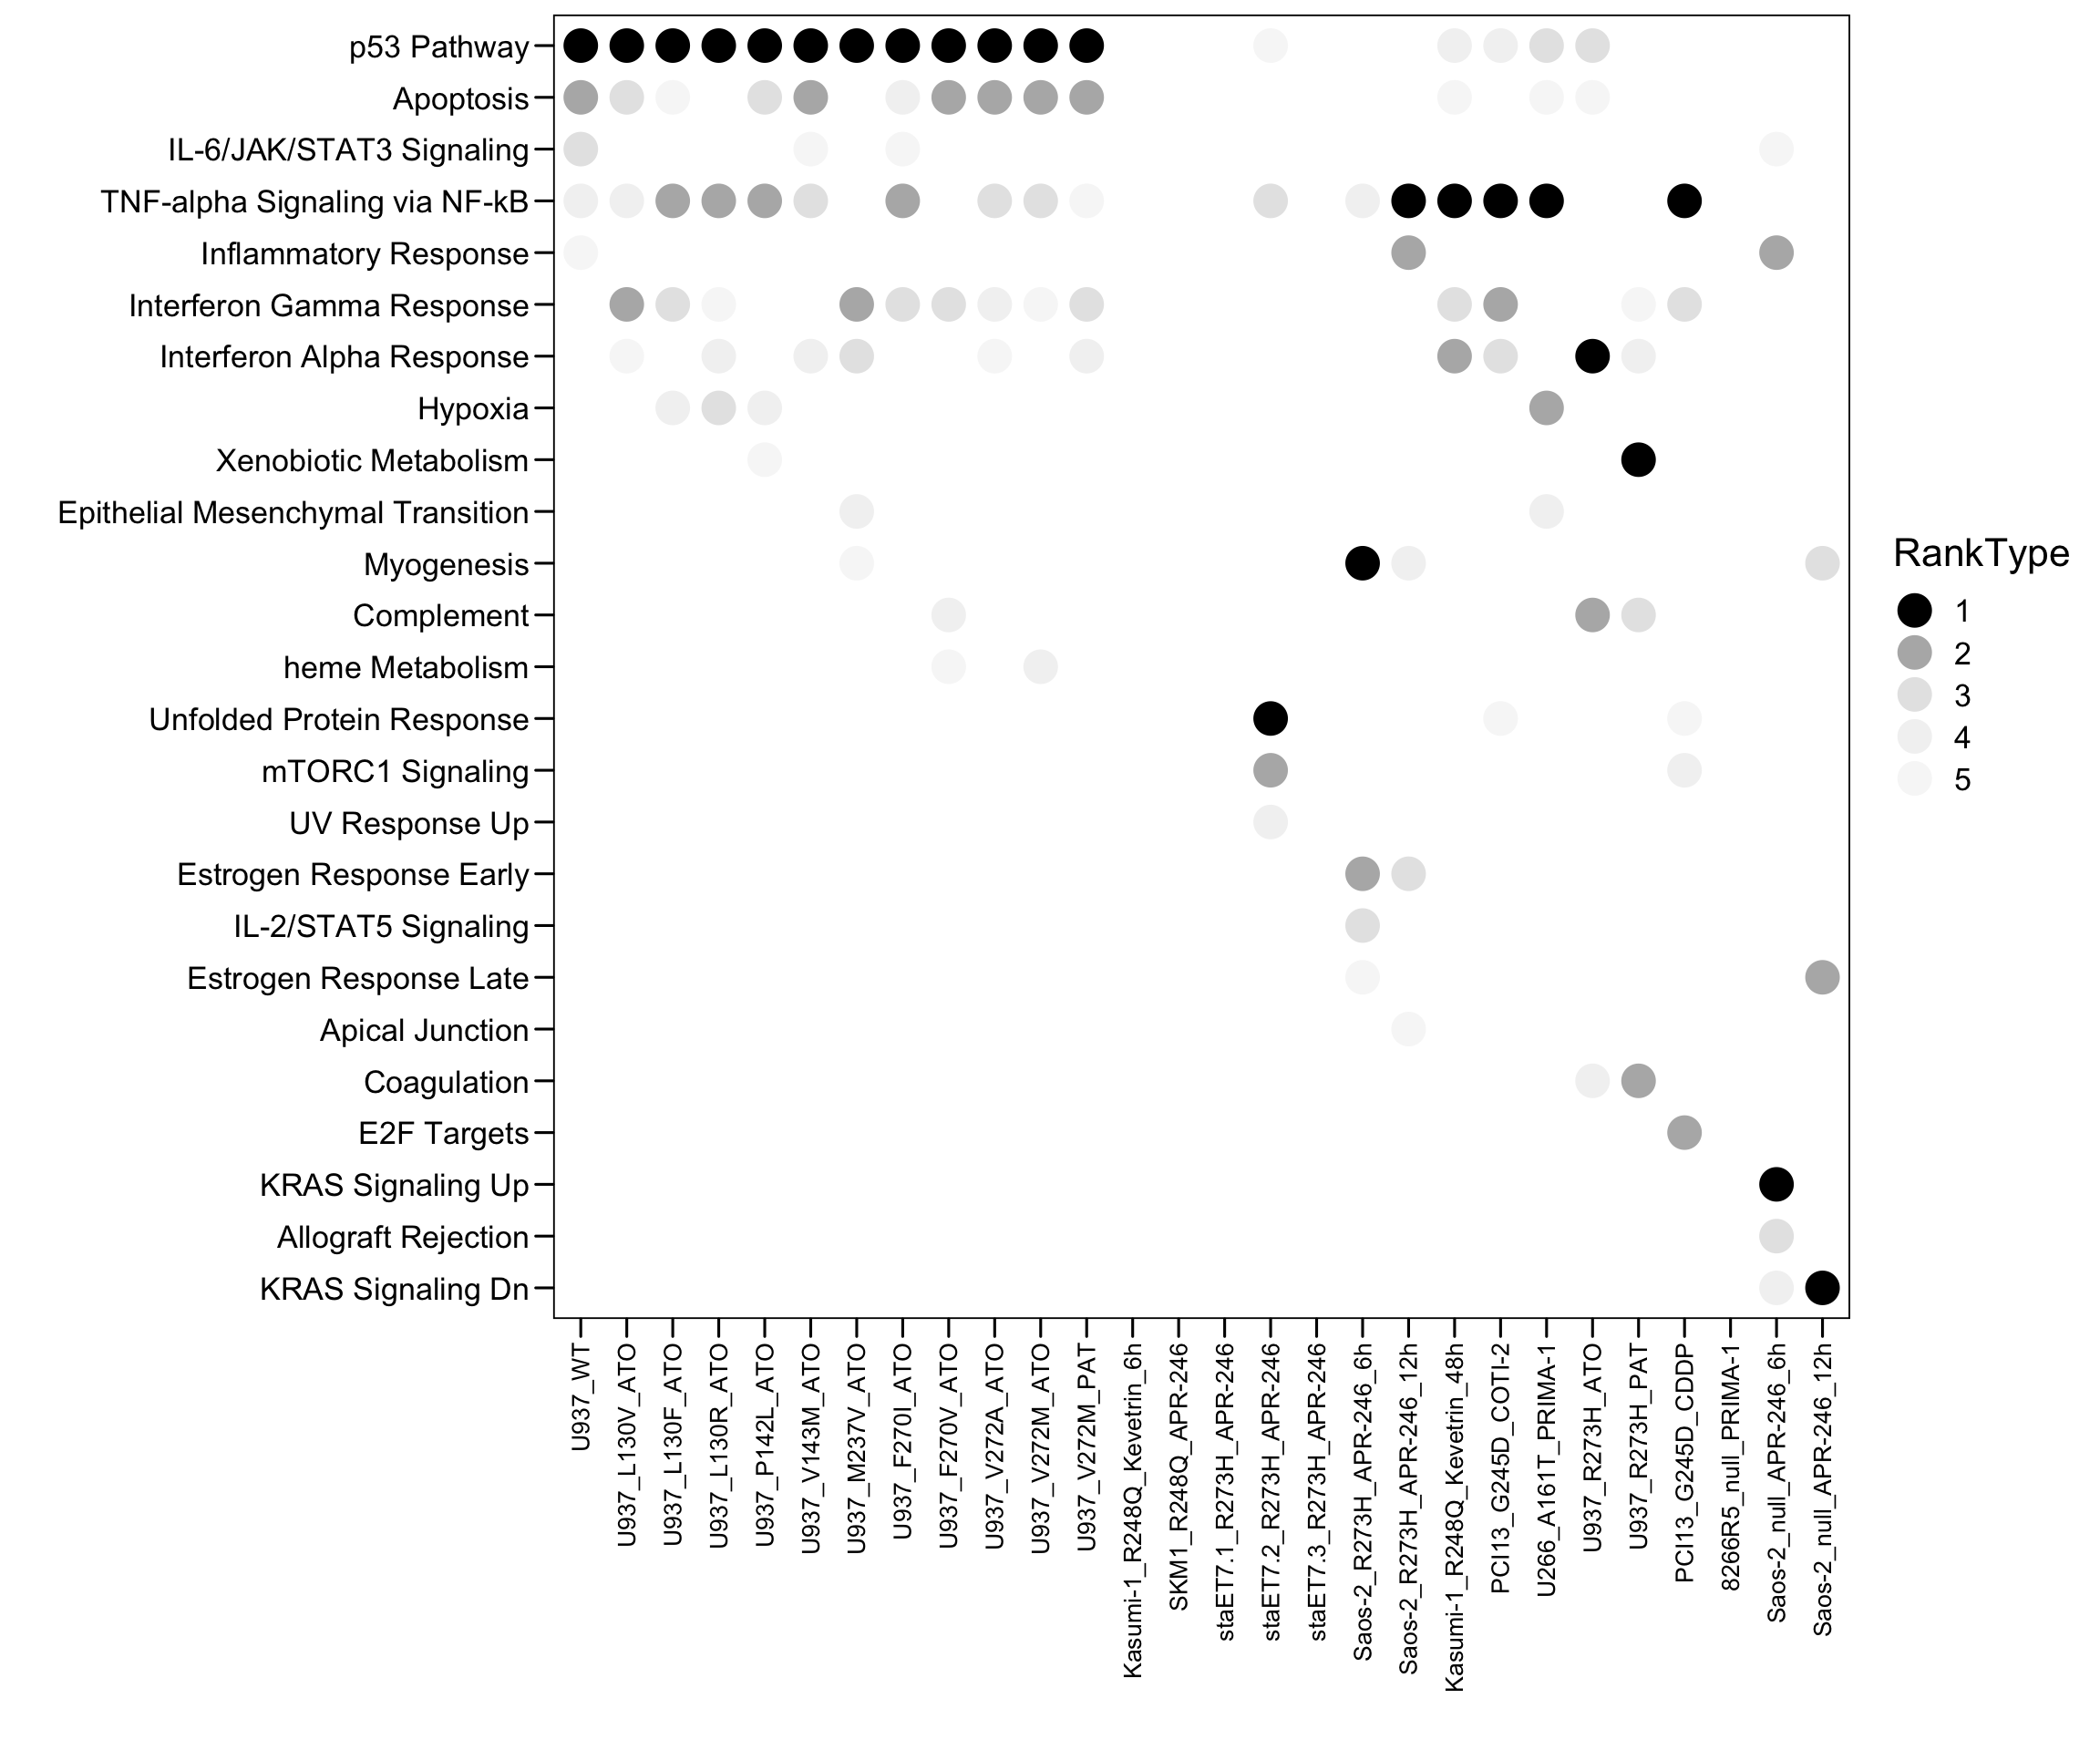 p53 Pathway
Apoptosis
IL-6/JAK/STAT3 Signaling
TNF-alpha Signaling via NF-kB
Inflammatory Response
Interferon Gamma Response
Interferon Alpha Response
Hypoxia
Xenobiotic Metabolism
Epithelial Mesenchymal Transition
Myogenesis
Complement
heme Metabolism
Unfolded Protein Response
mTORC1 Signaling
UV Response Up
Estrogen Response Early
IL-2/STAT5 Signaling
Estrogen Response Late
Apical Junction
Coagulation
E2F Targets
KRAS Signaling Up
Allograft Rejection
KRAS Signaling Dn
U937_WT
U937_L130V_ATO
U937_L130F_ATO
U937_L130R_ATO
U937_P142L_ATO
U937_V143M_ATO
U937_M237V_ATO
U937_F270I_ATO
U937_F270V_ATO
U937_V272A_ATO
U937_V272M_ATO
U937_V272M_PAT
Kasumi-1_R248Q_Kevetrin_6h
SKM1_R248Q_APR-246
staET7.1_R273H_APR-246
staET7.2_R273H_APR-246
staET7.3_R273H_APR-246
Saos-2_R273H_APR-246_6h
Saos-2_R273H_APR-246_12h
Kasumi-1_R248Q_Kevetrin_48h
PCI13_G245D_COTI-2
U266_A161T_PRIMA-1
U937_R273H_ATO
U937_R273H_PAT
PCI13_G245D_CDDP
8266R5_null_PRIMA-1
Saos-2_null_APR-246_6h
Saos-2_null_APR-246_12h
RankType
1
2
3
4
5